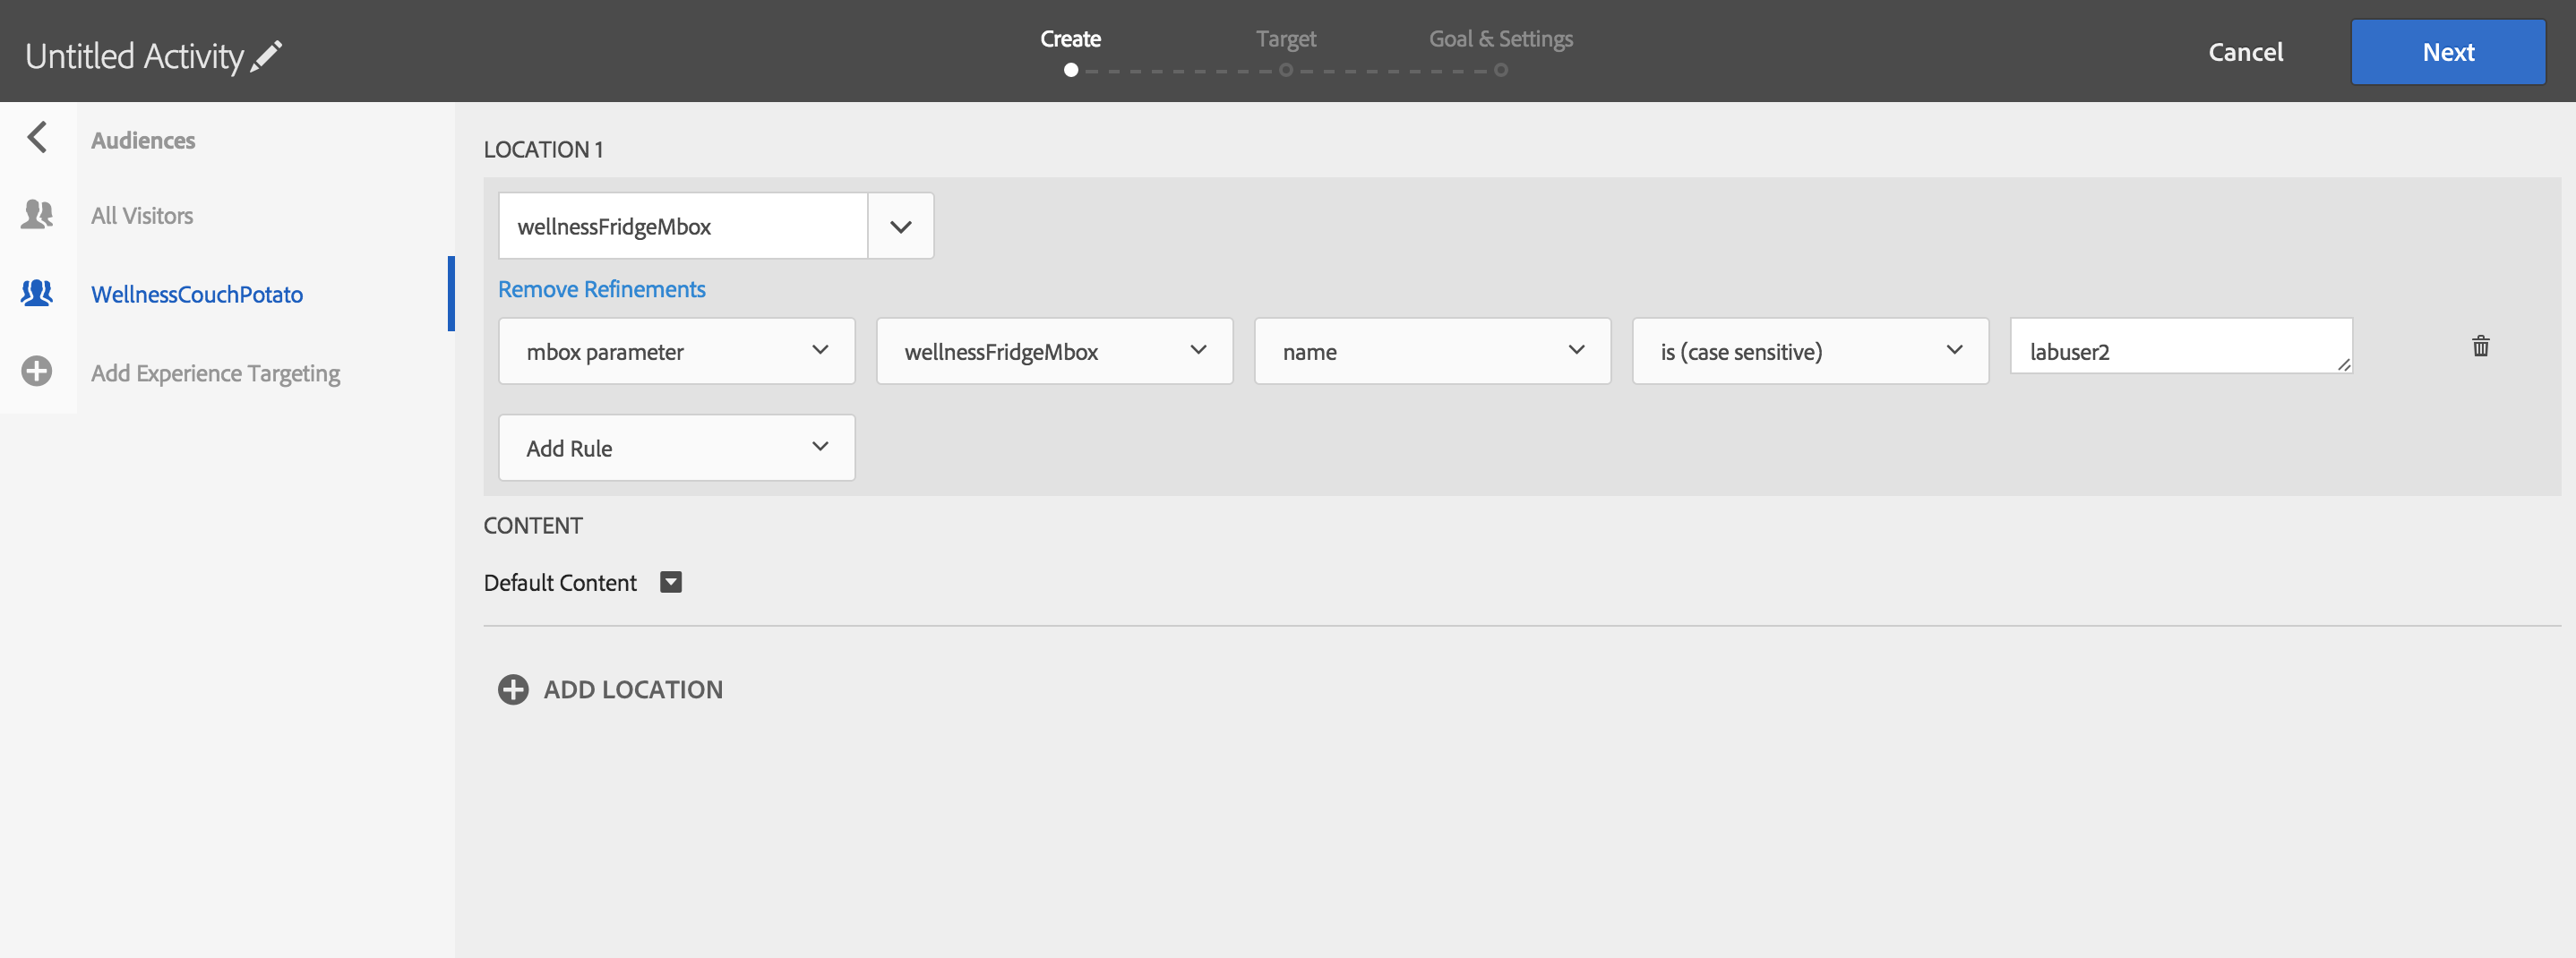 Untitled Activity
Create
Target
Goal & Settings
Cancel
Next
Audiences
All Visitors
WellnessCouchPotato
Add Experience Targeting
LOCATION 1
wellnessFridgeMbox
Remove Refinements
mbox parameter
wellnessFridgeMbox
name
is (case sensitive)
labuser2
Add Rule
CONTENT
Default Content
ADD LOCATION